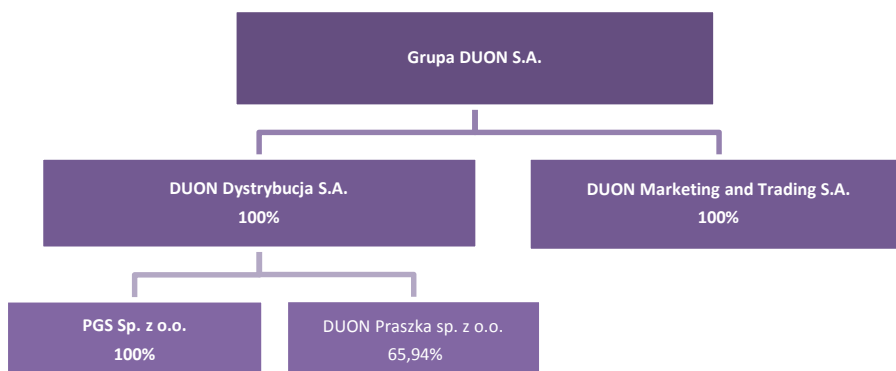 Grupa DUON S.A.
DUON Dystrybucja S.A.
100%
DUON Marketing and Trading S.A.
100%
PGS Sp. z o.o.
100%
DUON Praszka sp. z o.o.
65,94%